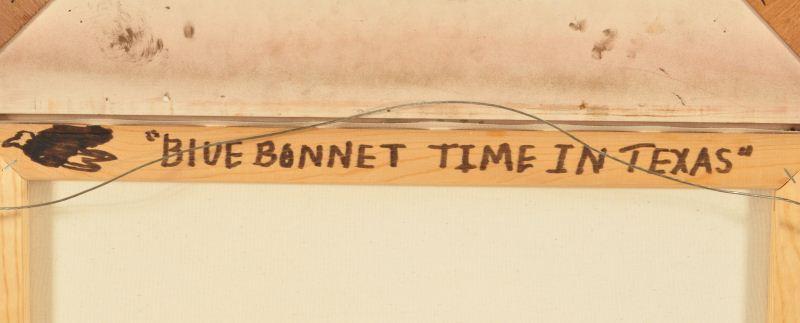 "BlUE BONNET TIME IN TEXAS"